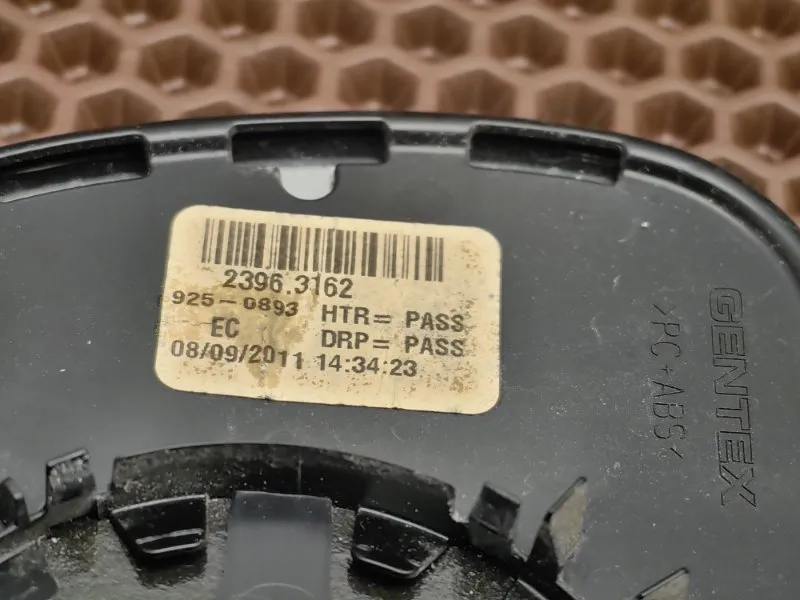 2396.3162
925-0893 HTR= PASS
EC DRP= PASS
08/09/2011 14:34:23
GENTEX
>PC+ABS<